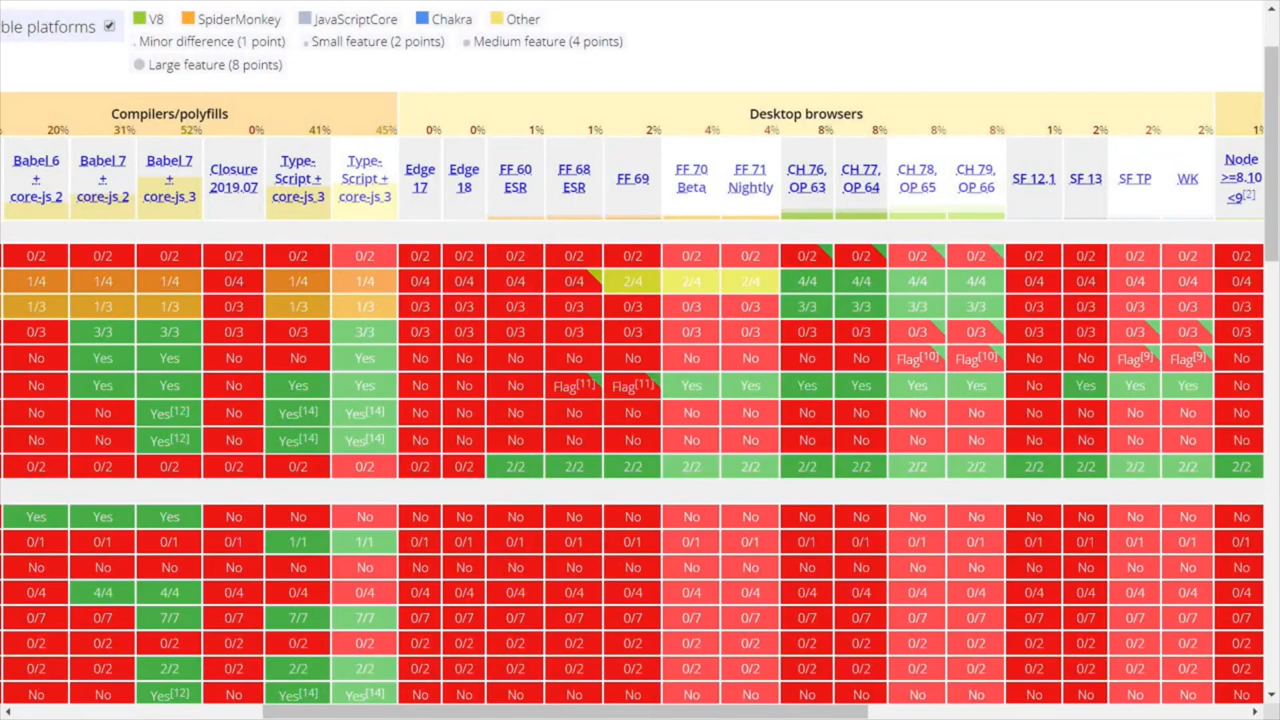 ble platforms V8 SpiderMonkey JavaScriptCore Chakra Other
Minor difference (1 point) Small feature (2 points) Medium feature (4 points)
Large feature (8 points)
Compilers/polyfills Desktop browsers
20% 31% 52% 0% 41% 45% 0% 0% 1% 1% 2% 4% 4% 8% 8% 8% 8% 1% 2% 2% 2% 1%
Babel 6 + core-js 2
Babel 7 + core-js 2
Babel 7 + core-js 3
Closure 2019.07
Type-Script + core-js 3
Type-Script + core-js 3
Edge 17
Edge 18
FF 60 ESR
FF 68 ESR
FF 69
FF 70 Beta
FF 71 Nightly
CH 76, OP 63
CH 77, OP 64
CH 78, OP 65
CH 79, OP 66
SF 12.1
SF 13
SF TP
WK
Node >=8.10 <9[2]
0/2 0/2 0/2 0/2 0/2 0/2 0/2 0/2 0/2 0/2 0/2 0/2 0/2 0/2 0/2 0/2 0/2 0/2 0/2 0/2 0/2 0/2
1/4 1/4 1/4 0/4 1/4 1/4 0/4 0/4 0/4 0/4 2/4 2/4 2/4 4/4 4/4 4/4 4/4 0/4 0/4 0/4 0/4 0/4
1/3 1/3 1/3 0/3 1/3 1/3 0/3 0/3 0/3 0/3 0/3 0/3 0/3 3/3 3/3 3/3 3/3 0/3 0/3 0/3 0/3 0/3
0/3 3/3 3/3 0/3 0/3 3/3 0/3 0/3 0/3 0/3 0/3 0/3 0/3 0/3 0/3 0/3 0/3 0/3 0/3 0/3 0/3 0/3
No Yes Yes No No Yes No No No No No No No No No Flag[10] Flag[10] No No Flag[9] Flag[9] No
No Yes Yes No Yes Yes No No No Flag[11] Flag[11] Yes Yes Yes Yes Yes Yes No Yes Yes Yes No
No No Yes[12] No Yes[14] Yes[14] No No No No No No No No No No No No No No No No
No No Yes[12] No Yes[14] Yes[14] No No No No No No No No No No No No No No No No
0/2 0/2 0/2 0/2 0/2 0/2 0/2 0/2 2/2 2/2 2/2 2/2 2/2 2/2 2/2 2/2 2/2 2/2 2/2 2/2 2/2 2/2
Yes Yes Yes No No No No No No No No No No No No No No No No No No No
0/1 0/1 0/1 0/1 1/1 1/1 0/1 0/1 0/1 0/1 0/1 0/1 0/1 0/1 0/1 0/1 0/1 0/1 0/1 0/1 0/1 0/1
No No No No No No No No No No No No No No No No No No No No No No
0/4 4/4 4/4 0/4 0/4 0/4 0/4 0/4 0/4 0/4 0/4 0/4 0/4 0/4 0/4 0/4 0/4 0/4 0/4 0/4 0/4 0/4
0/7 0/7 7/7 0/7 7/7 7/7 0/7 0/7 0/7 0/7 0/7 0/7 0/7 0/7 0/7 0/7 0/7 0/7 0/7 0/7 0/7 0/7
0/2 0/2 0/2 0/2 0/2 0/2 0/2 0/2 0/2 0/2 0/2 0/2 0/2 0/2 0/2 0/2 0/2 0/2 0/2 0/2 0/2 0/2
0/2 0/2 2/2 0/2 2/2 2/2 0/2 0/2 0/2 0/2 0/2 0/2 0/2 0/2 0/2 0/2 0/2 0/2 0/2 0/2 0/2 0/2
No No Yes[12] No Yes[14] Yes[14] No No No No No No No No No No No No No No No No